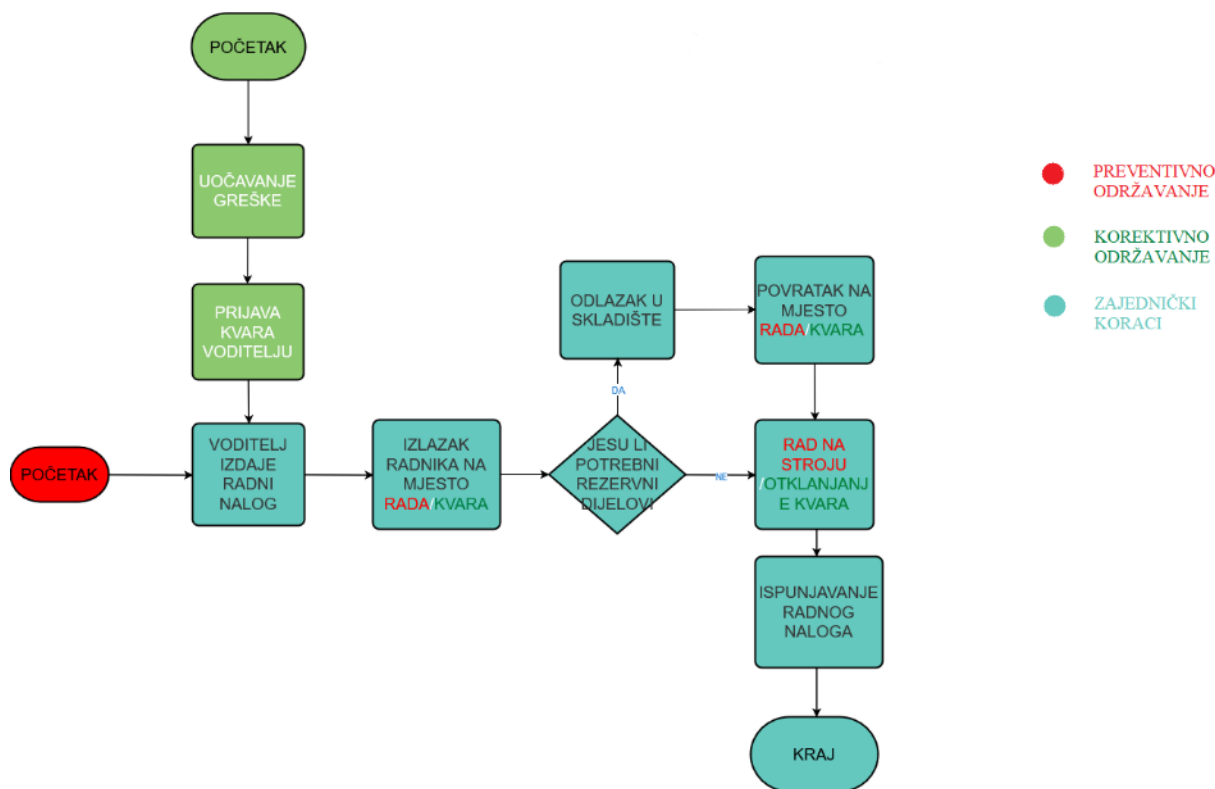 POČETAK
UOČAVANJE
GREŠKE
PRIJAVA
KVARA
VODITELJU
POČETAK
VODITELJ
IZDAJE
RADNI
NALOG
IZLAZAK
RADNIKA NA
MJESTO
RADA/KVARA
JESU LI
POTREBNI
REZERVNI
DIJELOVI
DA
ODLAZAK U
SKLADIŠTE
POVRATAK NA
MJESTO
RADA/KVARA
NE
RAD NA
STROJU
/OTKLANJANJ
E KVARA
ISPUNJAVANJE
RADNOG
NALOGA
KRAJ
PREVENTIVNO
ODRŽAVANJE
KOREKTIVNO
ODRŽAVANJE
ZAJEDNIČKI
KORACI